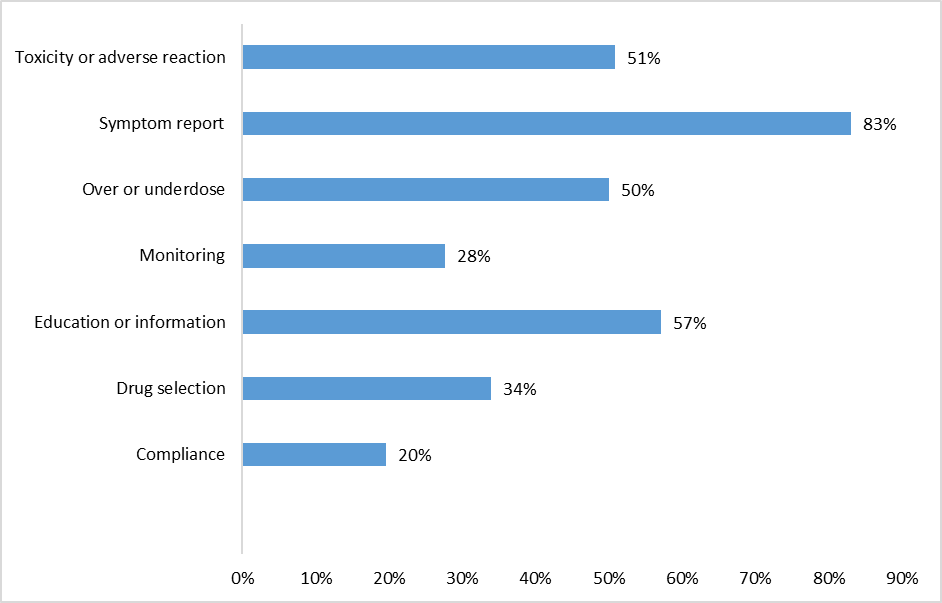 Toxicity or adverse reaction 51%
Symptom report 83%
Over or underdose 50%
Monitoring 28%
Education or information 57%
Drug selection 34%
Compliance 20%
0% 10% 20% 30% 40% 50% 60% 70% 80% 90%